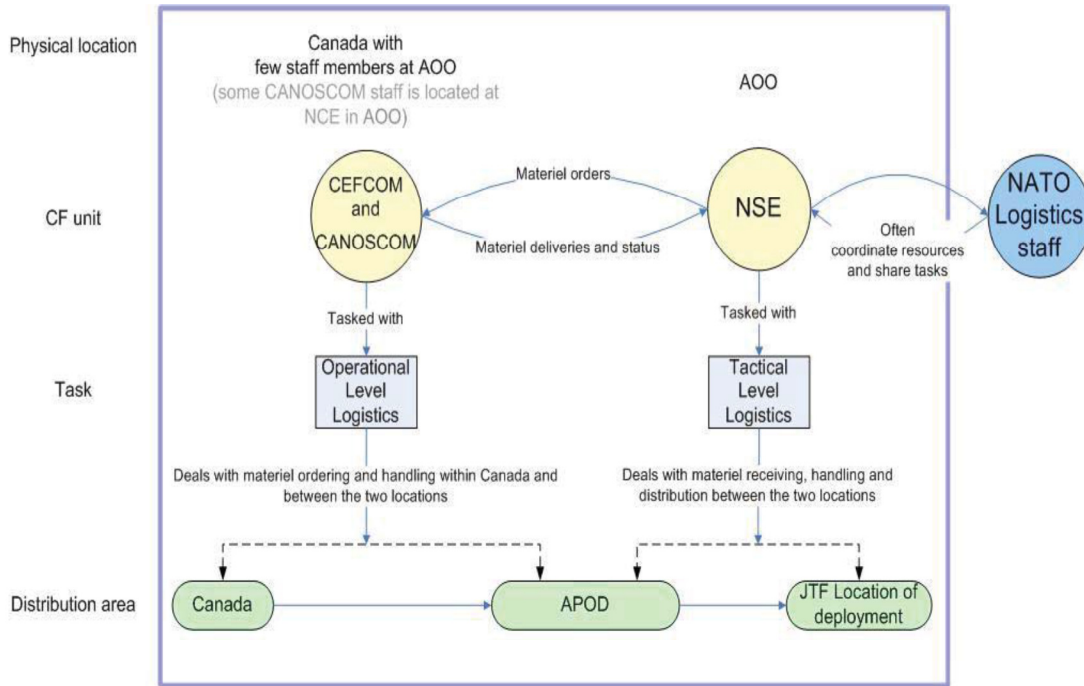 Physical location
Canada with
few staff members at AOO
(some CANOSCOM staff is located at
NCE in AOO)
AOO
CF unit
CEFCOM
and
CANOSCOM
Materiel orders
Materiel deliveries and status
NSE
Often
coordinate resources
and share tasks
NATO
Logistics
staff
Tasked with
Tasked with
Task
Operational
Level
Logistics
Tactical
Level
Logistics
Deals with materiel ordering and handling within Canada and
between the two locations
Deals with materiel receiving, handling and
distribution between the two locations
Distribution area
Canada
APOD
JTF Location of
deployment